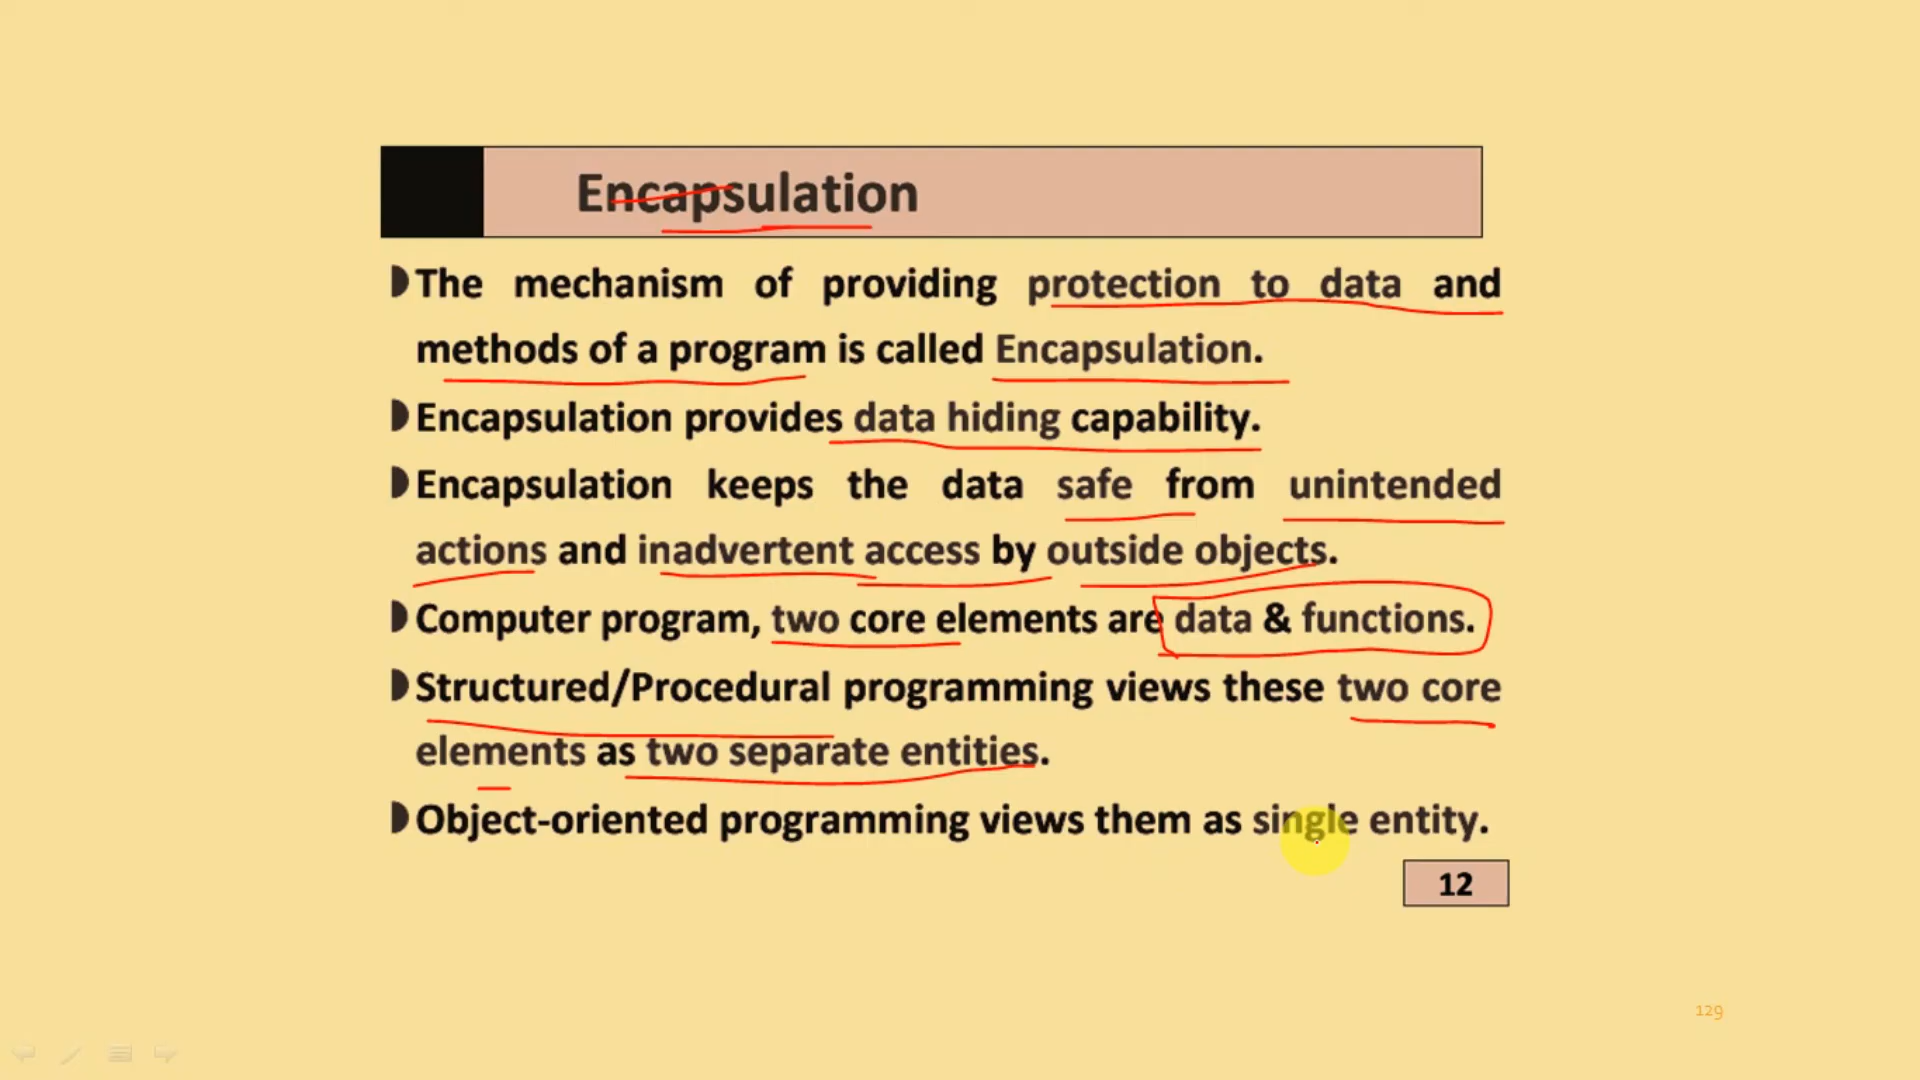 Encapsulation
The mechanism of providing protection to data and
methods of a program is called Encapsulation.
Encapsulation provides data hiding capability.
Encapsulation keeps the data safe from unintended
actions and inadvertent access by outside objects.
Computer program, two core elements are data & functions.
Structured/Procedural programming views these two core
elements as two separate entities.
Object-oriented programming views them as single entity.
12
129